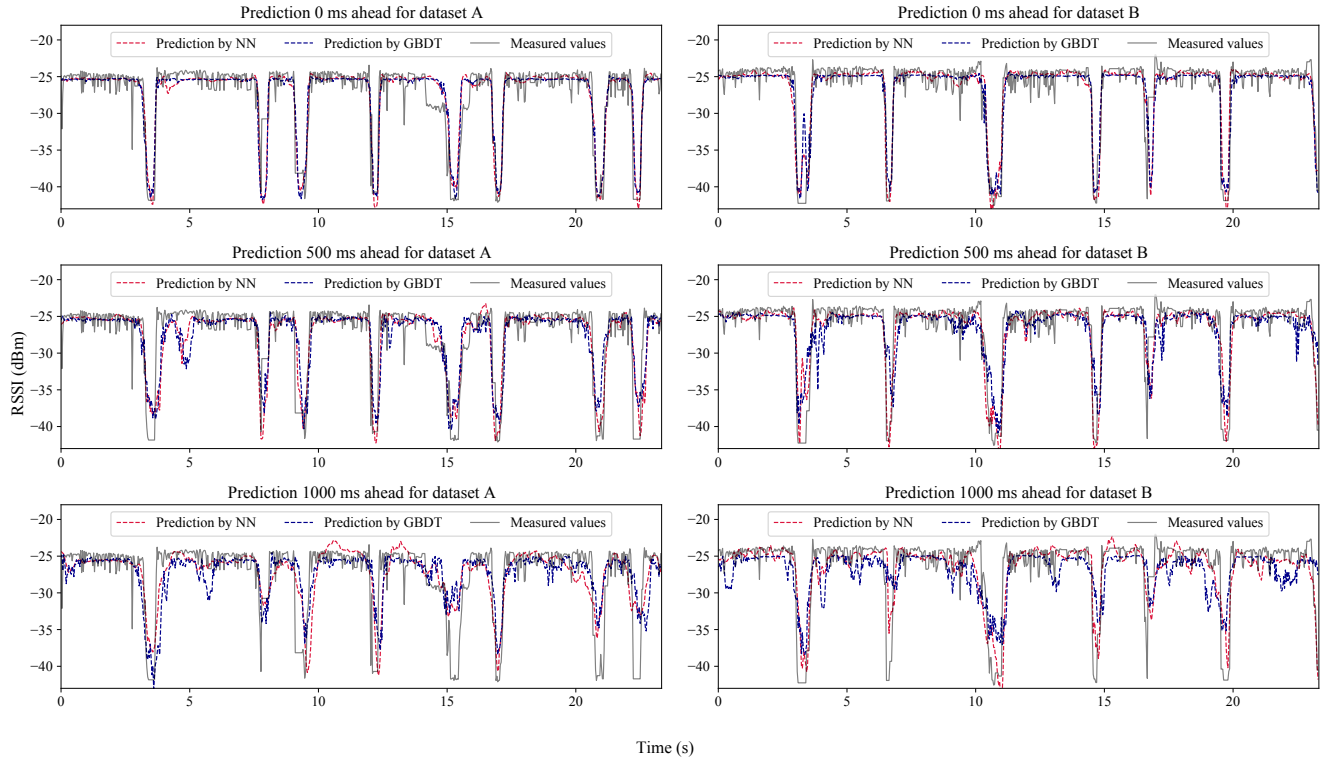 Prediction 0 ms ahead for dataset A
Prediction by NN Prediction by GBDT Measured values
−20
−25
−30
−35
−40
0 5 10 15 20
Prediction 0 ms ahead for dataset B
Prediction by NN Prediction by GBDT Measured values
−20
−25
−30
−35
−40
0 5 10 15 20
Prediction 500 ms ahead for dataset A
Prediction by NN Prediction by GBDT Measured values
RSSI (dBm)
−20
−25
−30
−35
−40
0 5 10 15 20
Prediction 500 ms ahead for dataset B
Prediction by NN Prediction by GBDT Measured values
−20
−25
−30
−35
−40
0 5 10 15 20
Prediction 1000 ms ahead for dataset A
Prediction by NN Prediction by GBDT Measured values
−20
−25
−30
−35
−40
0 5 10 15 20
Prediction 1000 ms ahead for dataset B
Prediction by NN Prediction by GBDT Measured values
−20
−25
−30
−35
−40
0 5 10 15 20
Time (s)